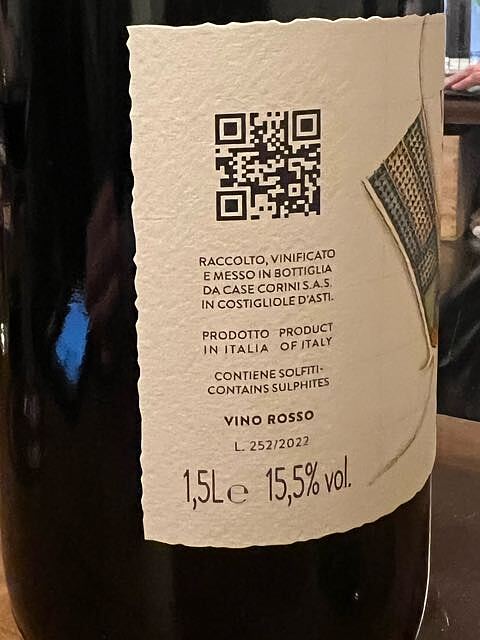 RACCOLTO, VINIFICATO
E MESSO IN BOTTIGLIA
DA CASE CORINI S.A.S.
IN COSTIGLIOLE D'ASTI.
PRODOTTO PRODUCT
IN ITALIA OF ITALY
CONTIENE SOLFITI-
CONTAINS SULPHITES
VINO ROSSO
L. 252/2022
1,5L e 15,5% vol.